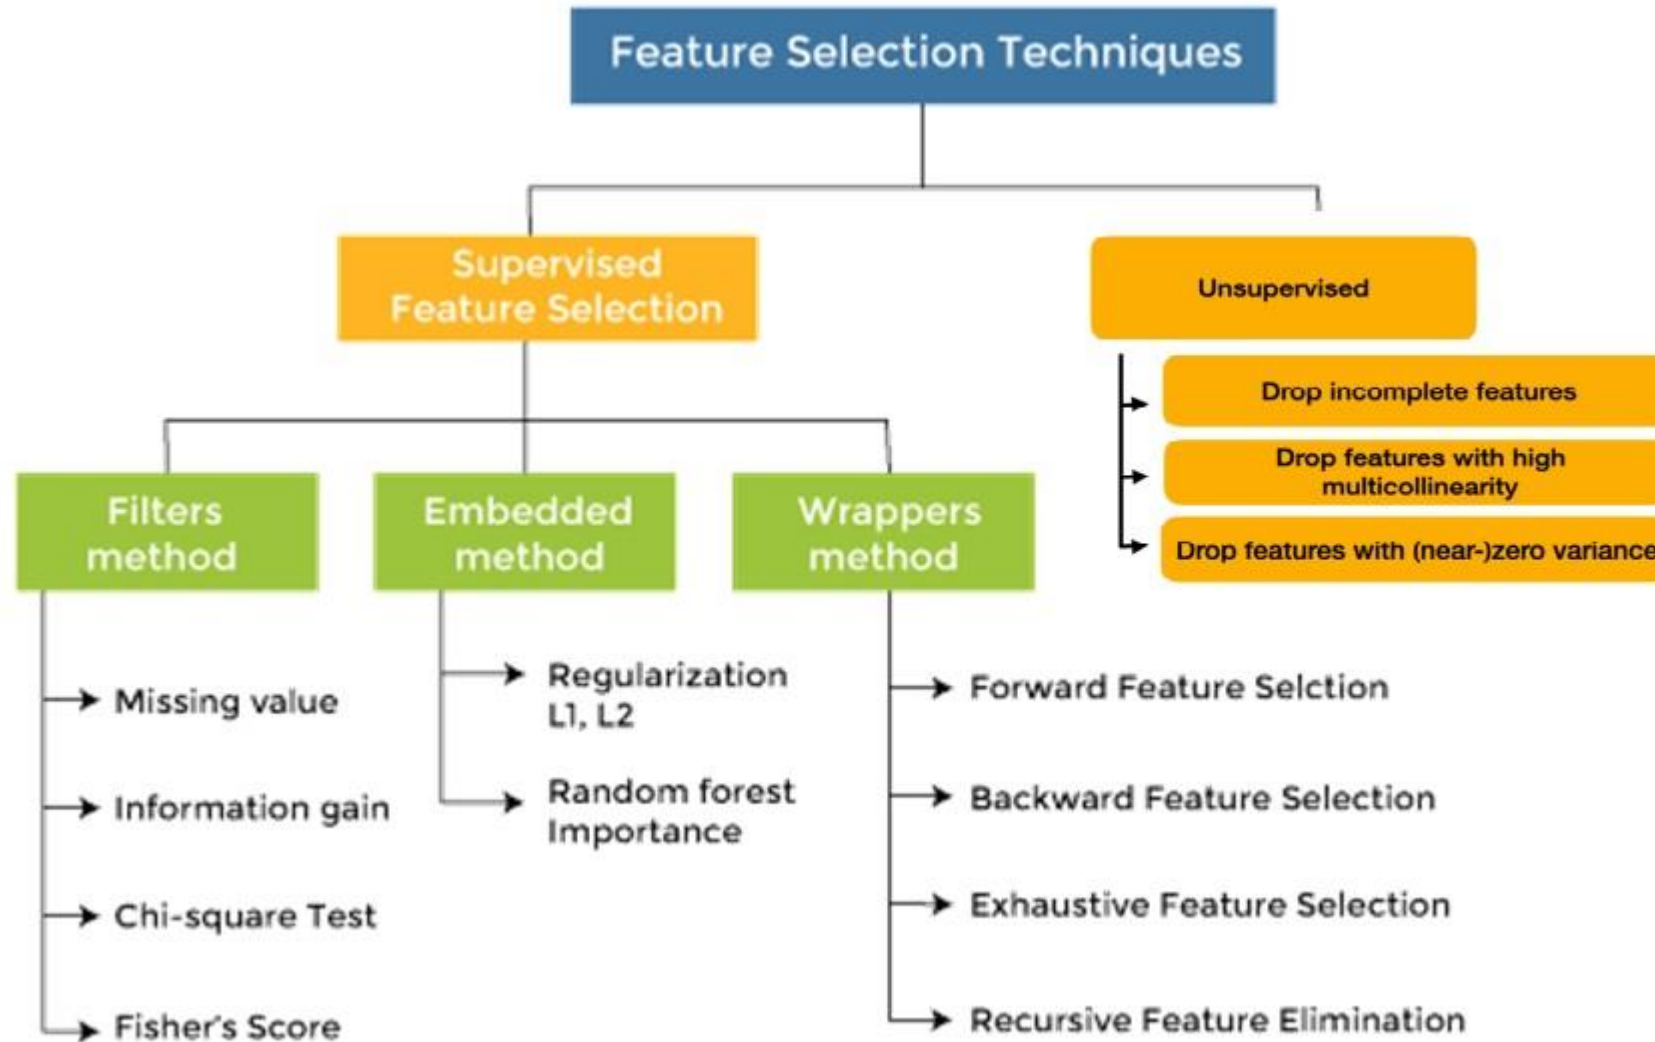 Feature Selection Techniques
Supervised
Feature Selection
Unsupervised
Drop incomplete features
Drop features with high
multicollinearity
Drop features with (near-)zero variance
Filters
method
Embedded
method
Wrappers
method
Missing value
Information gain
Chi-square Test
Fisher's Score
Regularization
L1, L2
Random forest
Importance
Forward Feature Selction
Backward Feature Selection
Exhaustive Feature Selection
Recursive Feature Elimination